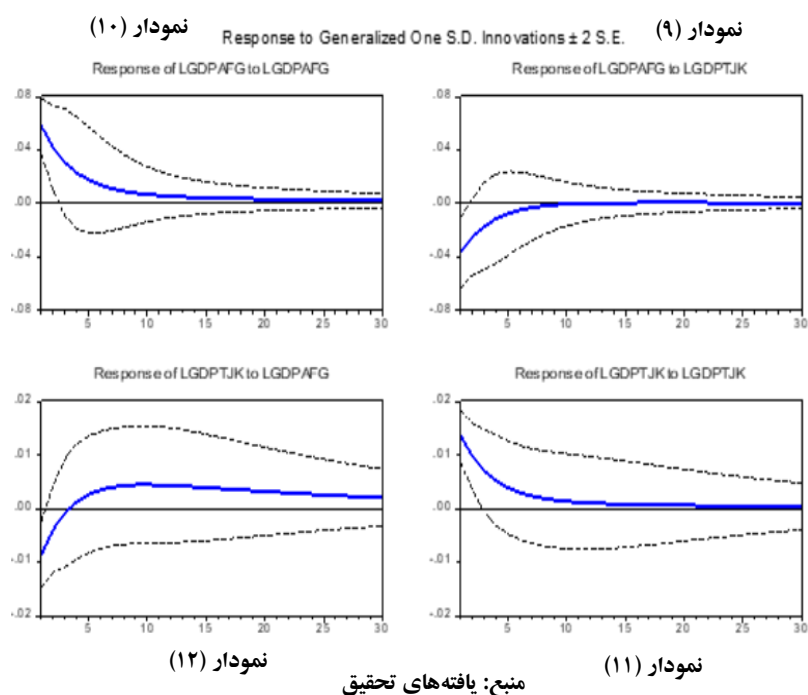 نمودار (۱۰)
Response to Generalized One S.D. Innovations ± 2 S.E.
نمودار (۹)
Response of LGDPAFG to LGDPAFG
Response of LGDPAFG to LGDPTJK
.08
.04
.00
-.04
-.08
5 10 15 20 25 30
.08
.04
.00
-.04
-.08
5 10 15 20 25 30
Response of LGDPTJK to LGDPAFG
Response of LGDPTJK to LGDPTJK
.02
.01
.00
-.01
-.02
5 10 15 20 25 30
.02
.01
.00
-.01
-.02
5 10 15 20 25 30
نمودار (۱۲)
نمودار (۱۱)
منبع: یافته‌های تحقیق